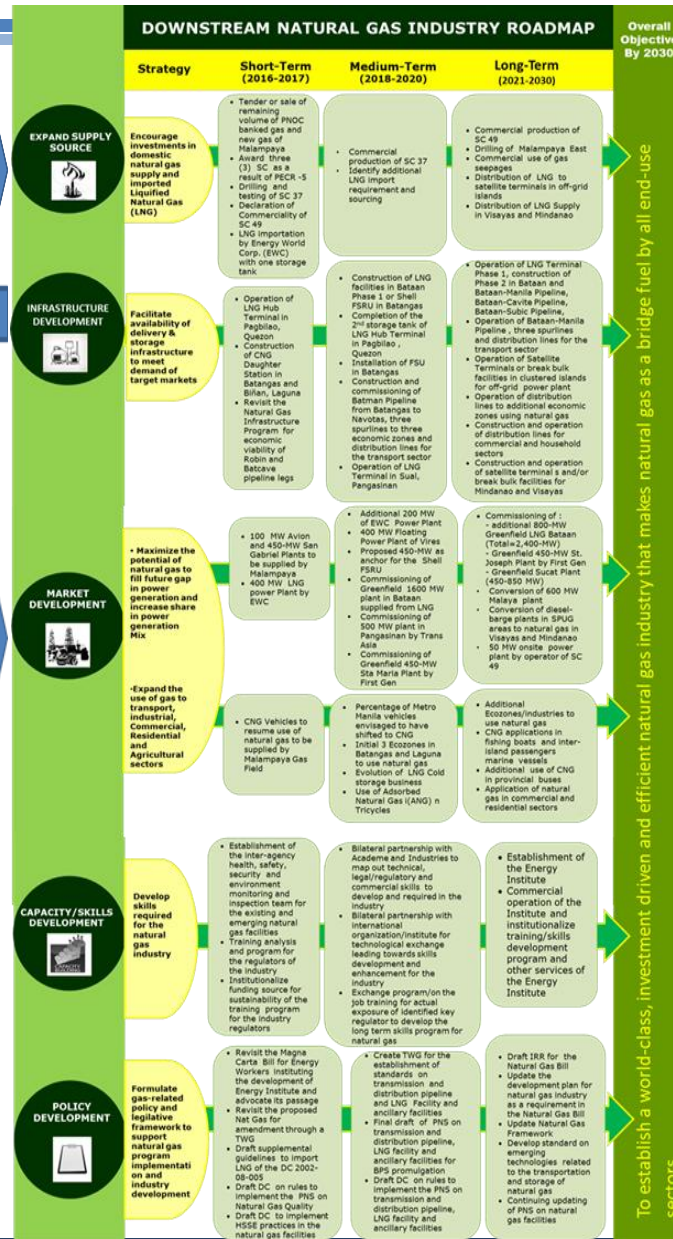 DOWNSTREAM NATURAL GAS INDUSTRY ROADMAP
Overall
Objective
By 2030
Strategy
Short-Term
(2016-2017)
Medium-Term
(2018-2020)
Long-Term
(2021-2030)
EXPAND SUPPLY
SOURCE
Encourage
investments in
domestic
natural gas
supply and
imported
Liquified
Natural Gas
(LNG)
• Tender or sale of
remaining
volume of PNOC
banked gas and
new gas of
Malampaya
• Award three
(3) SC as a
result of PECR -5
• Drilling and
testing of SC 37
• Declaration of
Commerciality of
SC 49
• LNG Importation
by Energy World
Corp. (EWC)
with one storage
tank
• Commercial
production of SC 37
• Identify additional
LNG import
requirement and
sourcing
• Commercial production of
SC 49
• Drilling of Malampaya East
• Commercial use of gas
seepages
• Distribution of LNG to
satellite terminals in off-grid
islands
• Distribution of LNG Supply
in Visayas and Mindanao
INFRASTRUCTURE
DEVELOPMENT
Facilitate
availability of
delivery &
storage
infrastructure
to meet
demand of
target markets
• Operation of
LNG Hub
Terminal in
Pagbilao,
Quezon
• Construction
of CNG
Daughter
Station in
Batangas and
Biñan, Laguna
• Revisit the
Natural Gas
Infrastructure
Program for
economic
viability of
Robin and
Batcave
pipeline legs
• Construction of LNG
facilities in Bataan
Phase 1 or Shell
FSRU in Batangas
• Completion of the
2nd storage tank of
LNG Hub Terminal
in Pagbilao ,
Quezon
• Installation of FSU
in Batangas
• Construction and
commissioning of
Batman Pipeline
from Batangas to
Navotas, three
spurlines to three
economic zones and
distribution lines for
the transport sector
• Operation of LNG
Terminal in Sual,
Pangasinan
• Operation of LNG Terminal
Phase 1, construction of
Phase 2 in Bataan and
Bataan-Manila Pipeline,
Bataan-Cavite Pipeline,
Bataan-Subic Pipeline,
• Operation of Bataan-Manila
Pipeline , three spurlines
and distribution lines for the
transport sector
• Operation of Satellite
Terminals or break bulk
facilities in clustered islands
for off-grid power plant
• Operation of distribution
lines to additional economic
zones using natural gas
• Construction and operation
of distribution lines for
commercial and household
sectors
• Construction and operation
of satellite terminal s and/or
break bulk facilities for
Mindanao and Visayas
MARKET
DEVELOPMENT
• Maximize the
potential of
natural gas to
fill future gap
in power
generation and
increase share
in power
generation
Mix
• 100 MW Avion
and 450-MW San
Gabriel Plants to
be supplied by
Malampaya
• 400 MW LNG
power Plant by
EWC
• Additional 200 MW
of EWC Power Plant
• 400 MW Floating
Power Plant of Vires
• Proposed 450-MW as
anchor for the Shell
FSRU
• Commissioning of
Greenfield 1600 MW
plant in Bataan
supplied from LNG
• Commissioning of
500 MW plant in
Pangasinan by Trans
Asia
• Commissioning of
Greenfield 450-MW
Sta Maria Plant by
First Gen
• Commissioning of :
- additional 800-MW
Greenfield LNG Bataan
(Total=2,400-MW)
- Greenfield 450-MW St.
Joseph Plant by First Gen
- Greenfield Sucat Plant
(450-850 MW)
• Conversion of 600 MW
Malaya plant
• Conversion of diesel-
barge plants in SPUG
areas to natural gas in
Visayas and Mindanao
• 50 MW onsite power
plant by operator of SC
49
•Expand the
use of gas to
transport,
industrial,
Commercial,
Residential
and
Agricultural
sectors
• CNG Vehicles to
resume use of
natural gas to be
supplied by
Malampaya Gas
Field
• Percentage of Metro
Manila vehicles
envisaged to have
shifted to CNG
• Initial 3 Ecozones in
Batangas and Laguna
to use natural gas
• Evolution of LNG Cold
storage business
• Use of Adsorbed
Natural Gas i(ANG) n
Tricycles
• Additional
Ecozones/industries to
use natural gas
• CNG applications in
fishing boats and inter-
island passengers
marine vessels
• Additional use of CNG
in provincial buses
• Application of natural
gas in commercial and
residential sectors
CAPACITY/SKILLS
DEVELOPMENT
CAPACITY
BUILDING
Develop
skills
required for
the natural
gas
industry
• Establishment of
the inter-agency
health, safety,
security and
environment
monitoring and
inspection team for
the existing and
emerging natural
gas facilities
• Training analysis
and program for
the regulators of
the industry
• Institutionalize
funding source for
sustainability of the
training program
for the industry
regulators
• Bilateral partnership with
Academe and Industries to
map out technical,
legal/regulatory and
commercial skills to
develop and required in the
industry
• Bilateral partnership with
international
organization/institute for
technological exchange
leading towards skills
development and
enhancement for the
industry
• Exchange program/on the
job training for actual
exposure of identified key
regulator to develop the
long term skills program for
natural gas
• Establishment of
the Energy
Institute
• Commercial
operation of the
Institute and
institutionalize
training/skills
development
program and
other services of
the Energy
Institute
POLICY
DEVELOPMENT
Formulate
gas-related
policy and
legilative
framework to
support
natural gas
program
implementati
on and
industry
development
• Revisit the Magna
Carta Bill for Energy
Workers instituting
the development of
Energy Institute and
advocate its passage
• Revisit the proposed
Nat Gas for
amendment through a
TWG
• Draft supplemental
guidelines to import
LNG of the DC 2002-
08-005
• Draft DC on rules to
implement the PNS on
Natural Gas Quality
• Draft DC to implement
HSSE practices in the
natural gas facilities
• Create TWG for the
establishment of
standards on
transmission and
distribution pipeline
and LNG Facility and
ancillary facilities
• Final draft of PNS on
transmission and
distribution pipeline,
LNG facility and
ancillary facilities for
BPS promulgation
• Draft DC on rules to
implement the PNS on
transmission and
distribution pipeline,
LNG facility and
ancillary facilities
• Draft IRR for the
Natural Gas Bill
• Update the
development plan for
natural gas industry
as a requirement in
the Natural Gas Bill
• Update Natural Gas
Framework
• Develop standard on
emerging
technologies related
to the transportation
and storage of
natural gas
• Continuing updating
of PNS on natural
gas facilities
To establish a world-class, investment driven and efficient natural gas industry that makes natural gas as a bridge fuel by all end-use
sectors